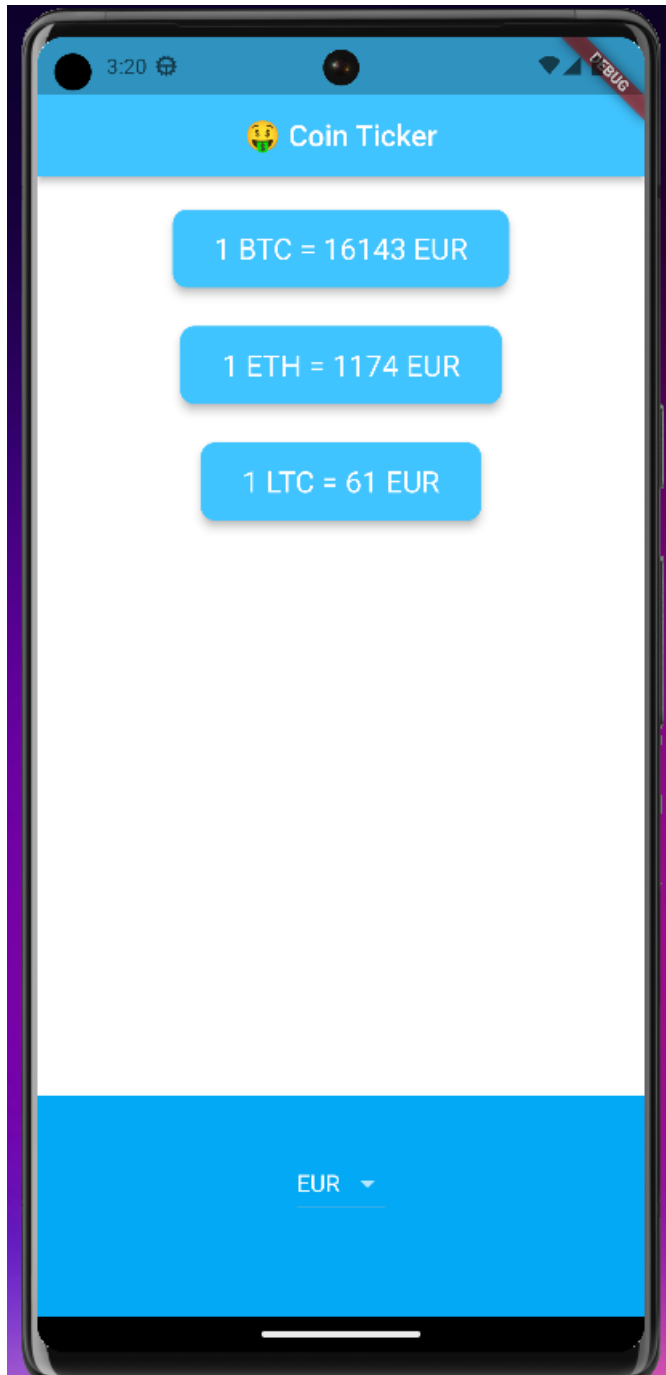 3:20
DEBUG
🤑 Coin Ticker
1 BTC = 16143 EUR
1 ETH = 1174 EUR
1 LTC = 61 EUR
EUR